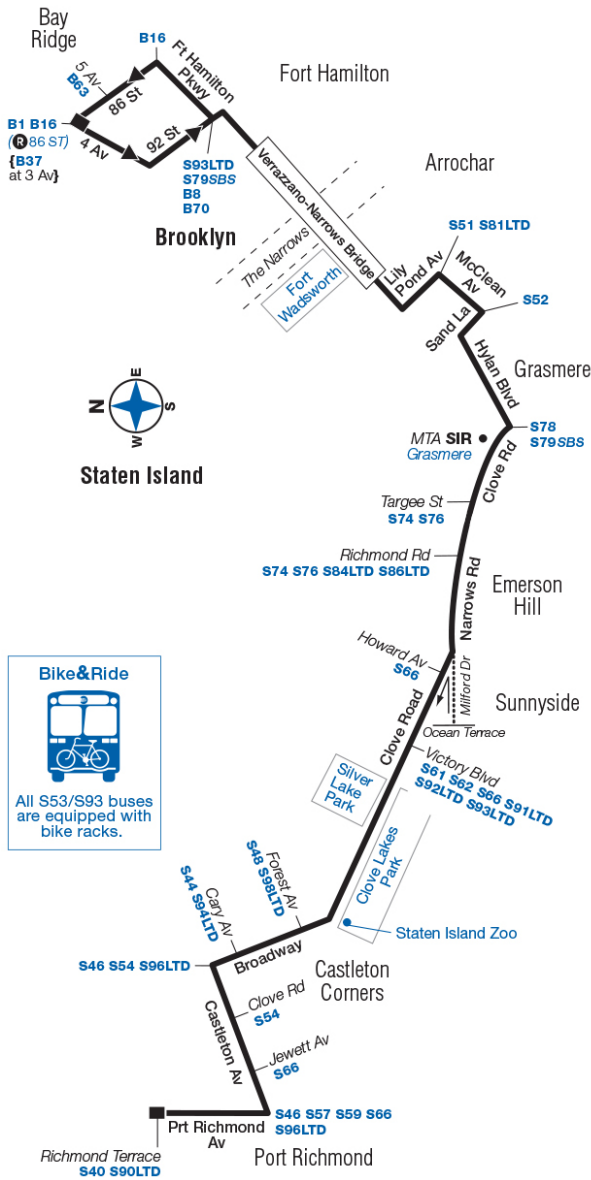 Bay
Ridge
B16
Ft Hamilton
Pkwy
Fort Hamilton
5 Av
B63
86 St
B1 B16
(R 86 ST)
{B37
at 3 Av}
4 Av
92 St
S93LTD
S79SBS
B8
B70
Brooklyn
Verrazzano-Narrows Bridge
The Narrows
Fort
Wadsworth
Arrochar
Lily
Pond Av
S51 S81LTD
McClean
Av
S52
Sand La
Hylan Blvd
Grasmere
N
E
S
W
Staten Island
MTA SIR
Grasmere
S78
S79SBS
Clove Rd
Targee St
S74 S76
Richmond Rd
S74 S76 S84LTD S86LTD
Narrows Rd
Emerson
Hill
Howard Av
S66
Milford Dr
Sunnyside
Ocean Terrace
Clove Road
Victory Blvd
S61 S62 S66 S91LTD
S92LTD S93LTD
Bike&Ride
All S53/S93 buses
are equipped with
bike racks.
Silver
Lake
Park
Clove Lakes
Park
Staten Island Zoo
Forest Av
S48 S98LTD
Cary Av
S44 S94LTD
Broadway
S46 S54 S96LTD
Castleton
Corners
Castleton Av
Clove Rd
S54
Jewett Av
S66
S46 S57 S59 S66
S96LTD
Prt Richmond
Av
Port Richmond
Richmond Terrace
S40 S90LTD